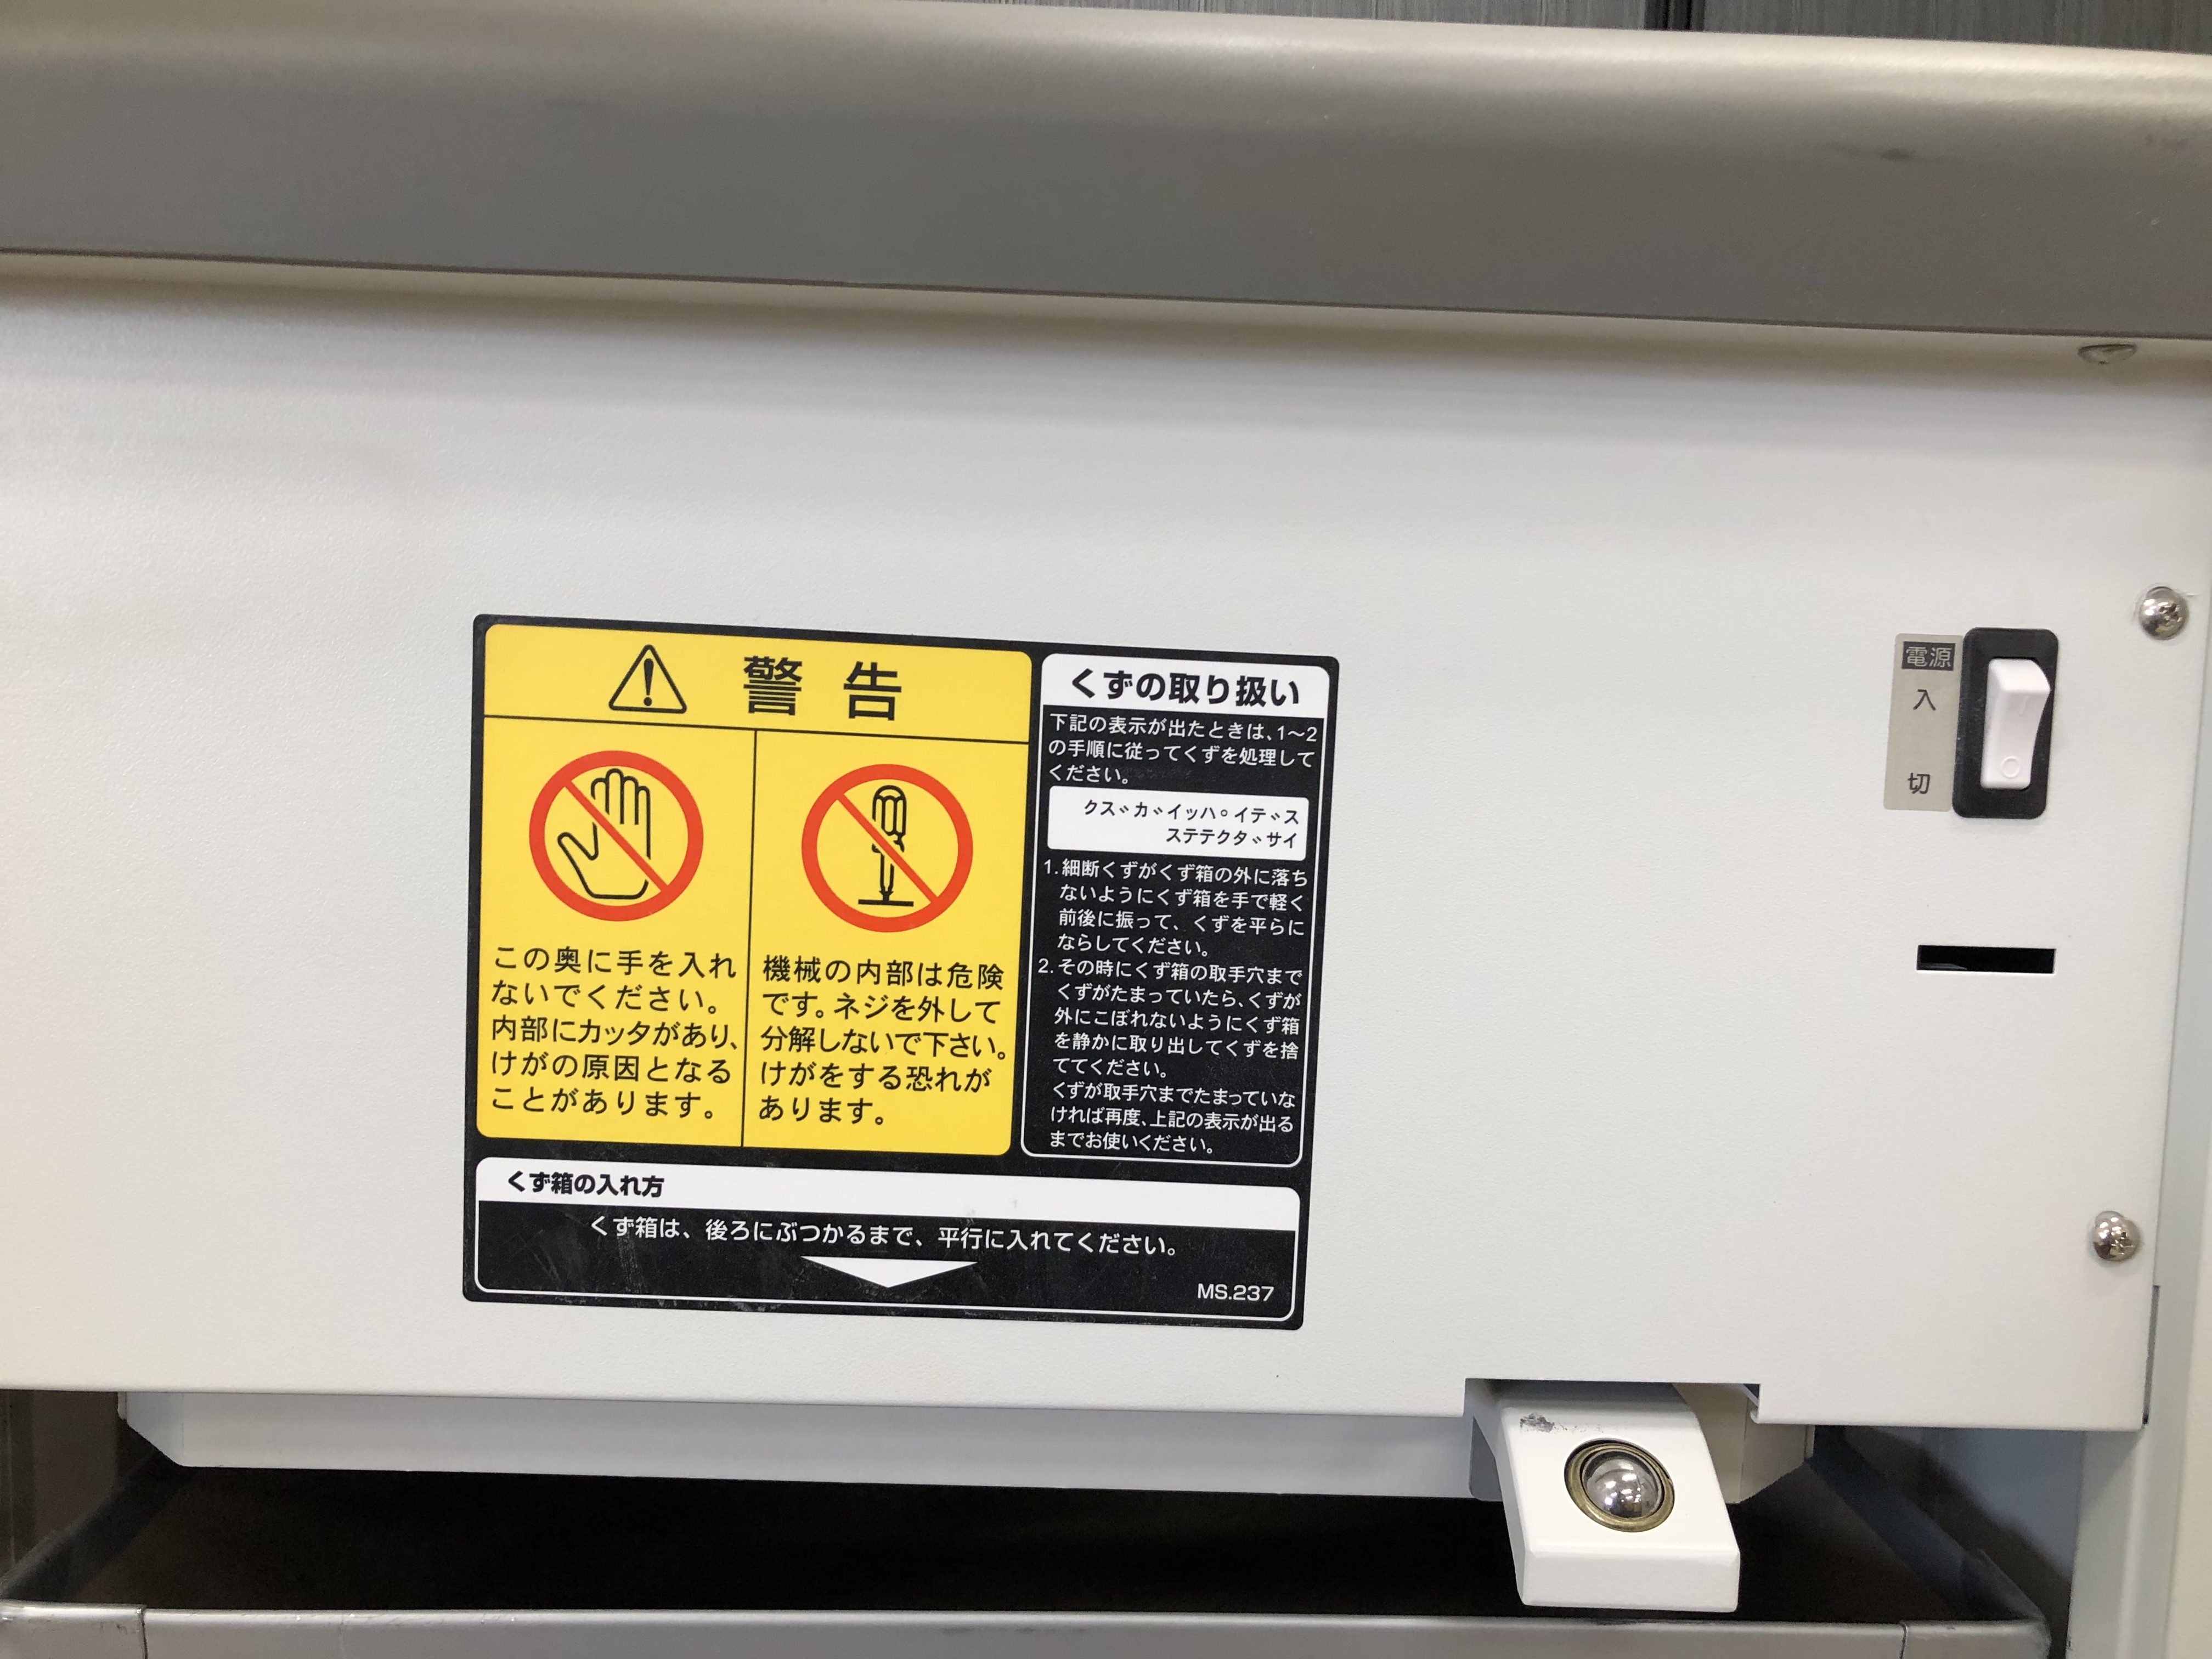 警告
この奥に手を入れ
ないでください。
内部にカッタがあり、
けがの原因となる
ことがあります。
機械の内部は危険
です。ネジを外して
分解しないで下さい。
けがをする恐れが
あります。
くずの取り扱い
下記の表示が出たときは、1～2
の手順に従ってくずを処理して
ください。
クズガイッパイデス
ステテクダサイ
1.細断くずがくず箱の外に落ち
ないようにくず箱を手で軽く
前後に振って、くずを平らに
ならしてください。
2.その時にくず箱の取手穴まで
くずがたまっていたら、くずが
外にこぼれないようにくず箱
を静かに取り出してくずを捨
ててください。
くずが取手穴までたまっていな
ければ再度、上記の表示が出る
までお使いください。
くず箱の入れ方
くず箱は、後ろにぶつかるまで、平行に入れてください。
MS.237
電源
入
切